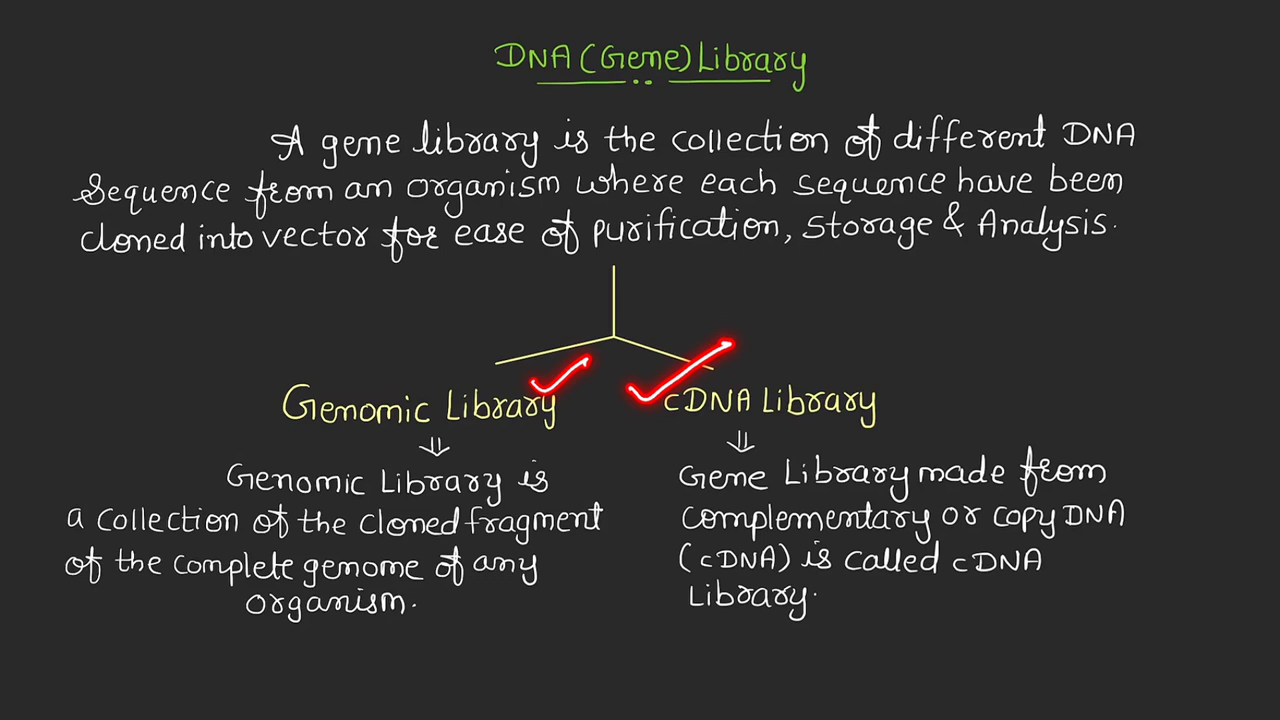 DNA (Gene) Library
A gene library is the collection of different DNA
Sequence from an organism where each sequence have been
cloned into vector for ease of purification, Storage & Analysis.
Genomic Library
cDNA Library
Genomic Library is
a collection of the cloned fragment
of the complete genome of any
organism.
Gene Library made from
complementary or copy DNA
(cDNA) is called cDNA
Library.